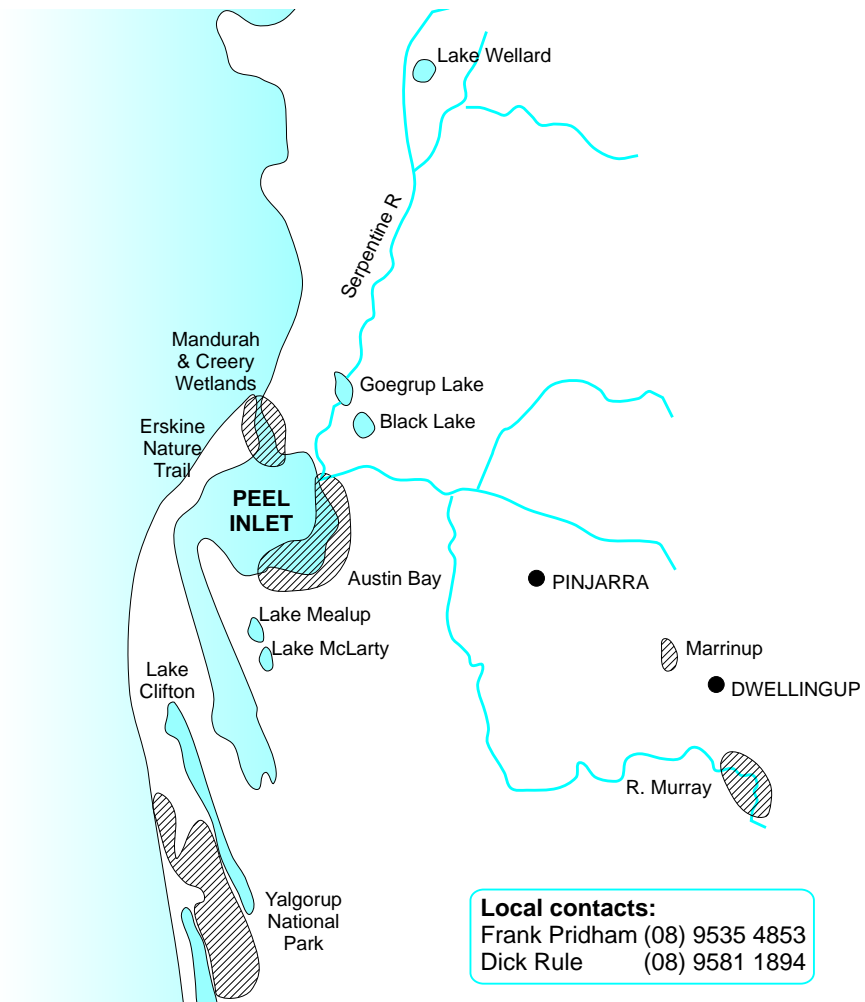 Lake Wellard
Serpentine R
Mandurah
& Creery
Wetlands
Goegrup Lake
Black Lake
Erskine
Nature
Trail
PEEL
INLET
Austin Bay
PINJARRA
Lake Mealup
Lake McLarty
Marrinup
Lake
Clifton
DWELLINGUP
R. Murray
Yalgorup
National
Park
Local contacts:
Frank Pridham (08) 9535 4853
Dick Rule (08) 9581 1894